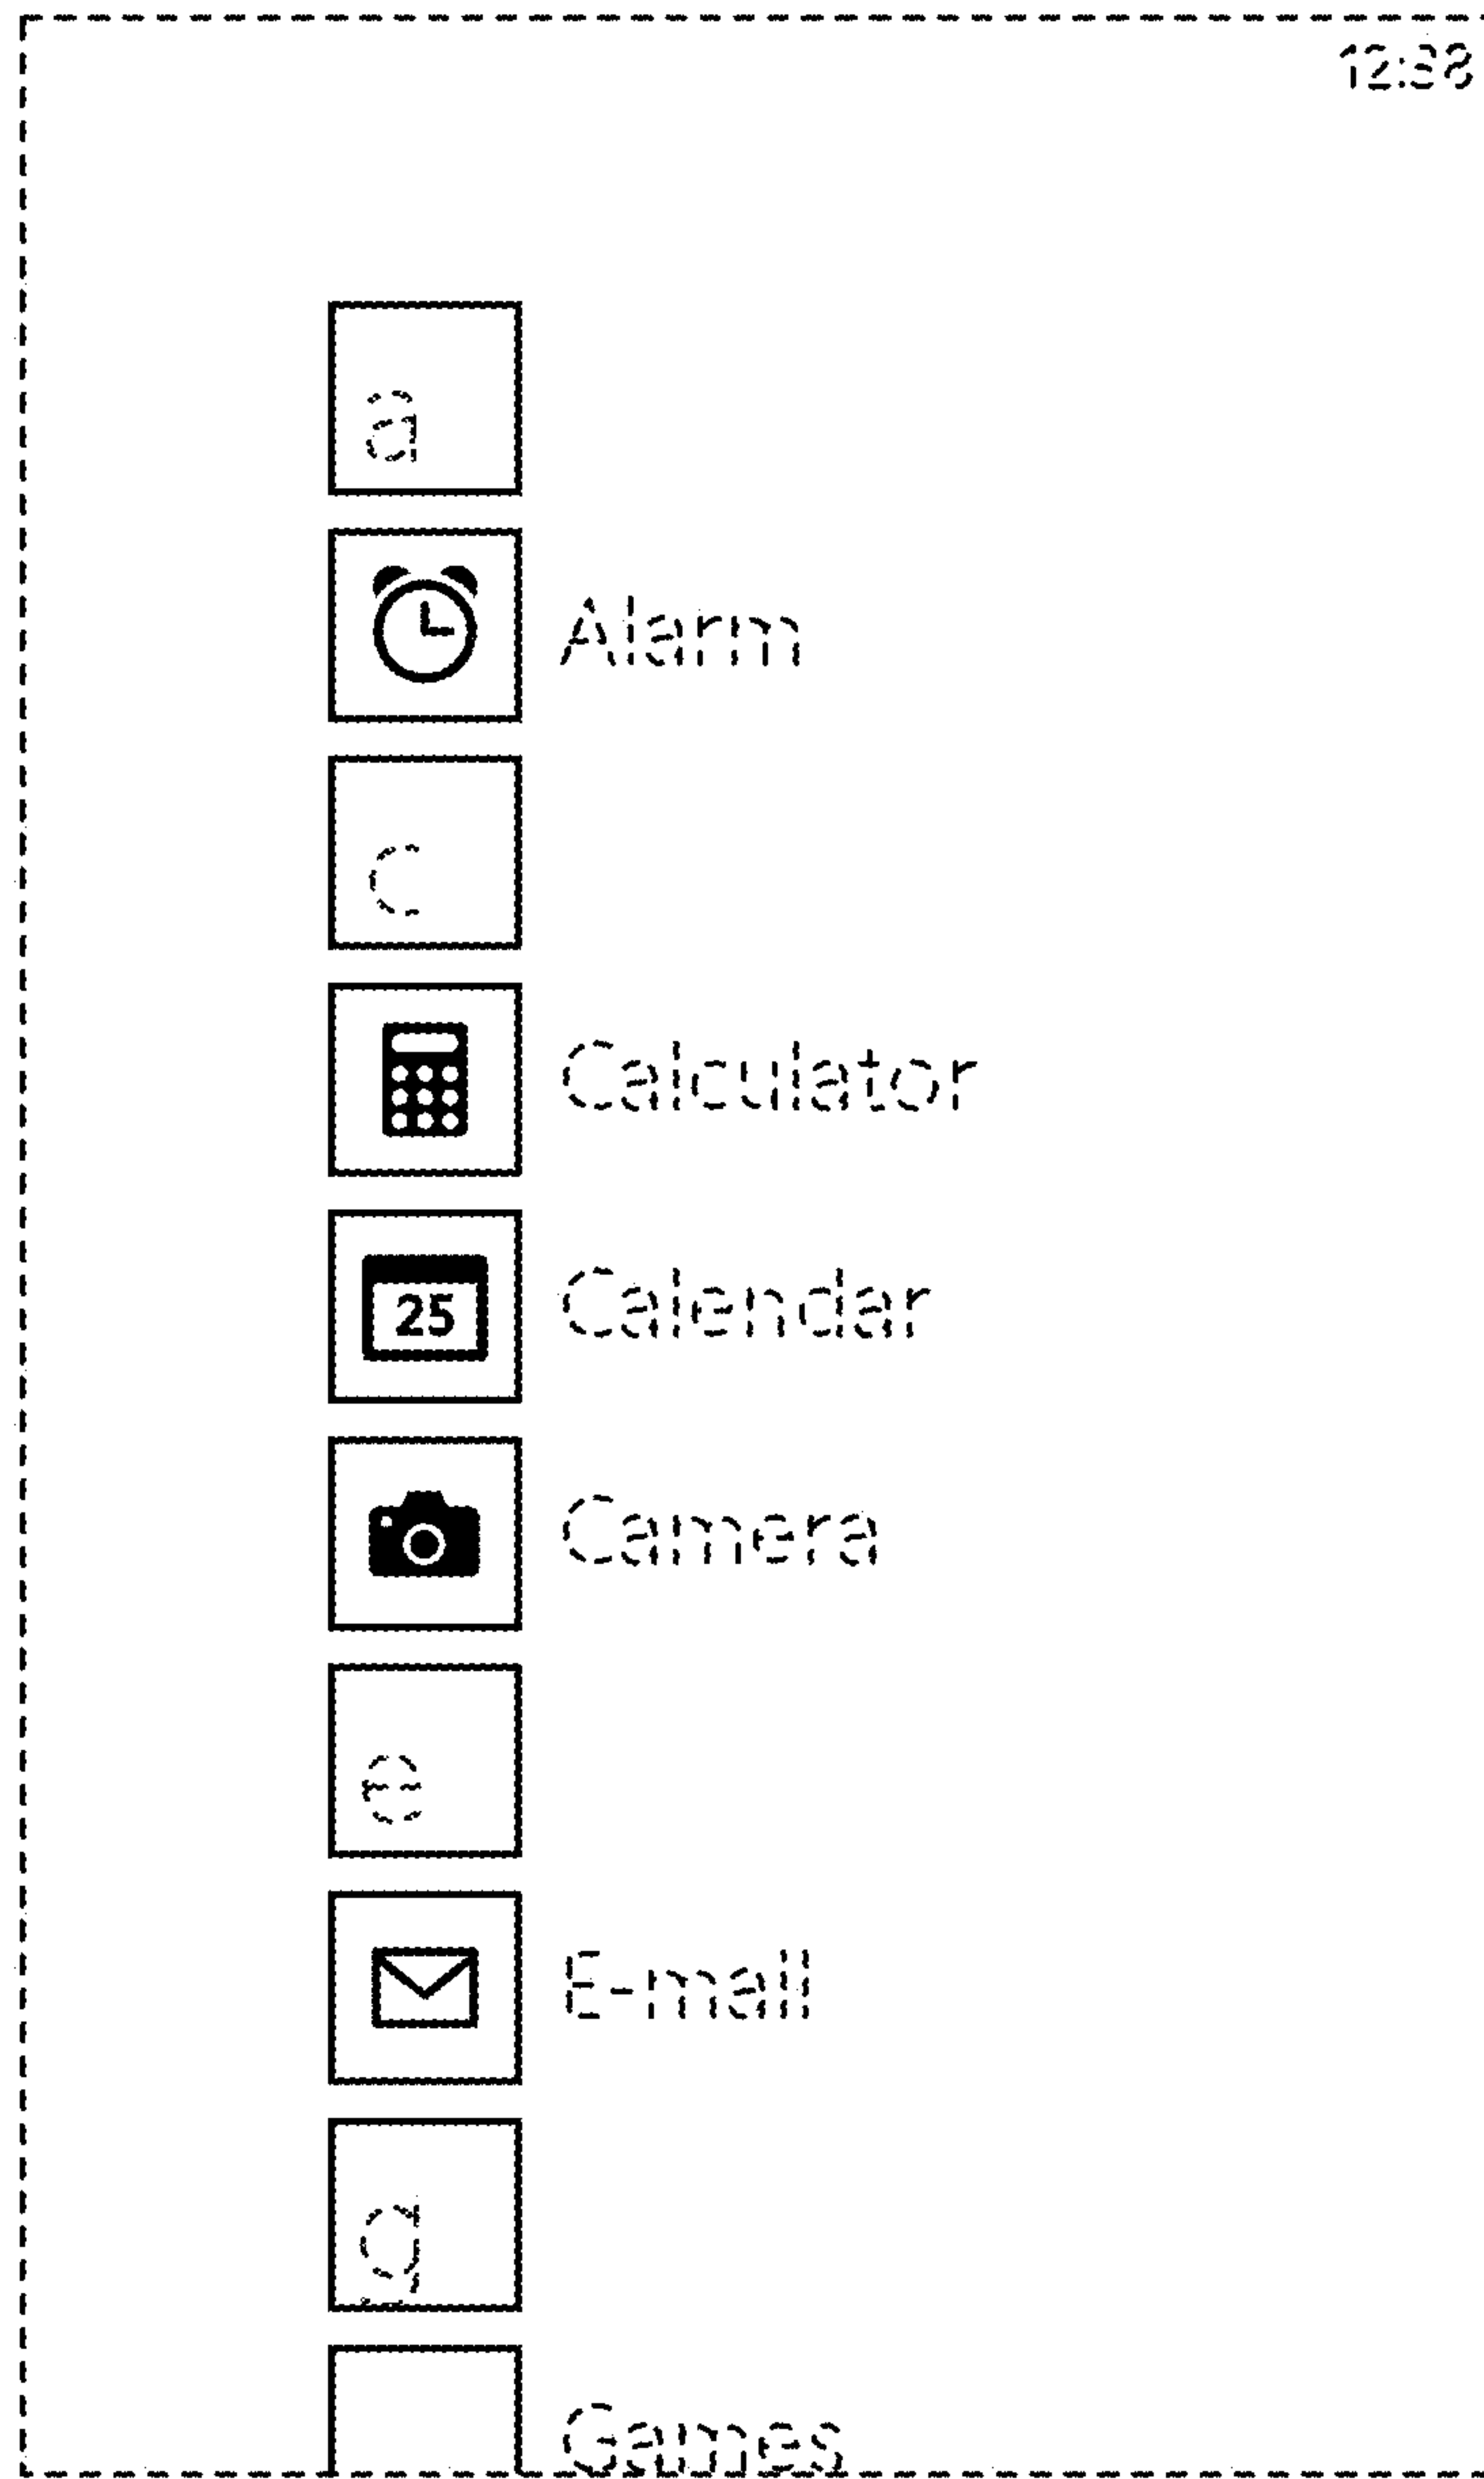 12:38
a
Alarm
c
Calculator
25
Calendar
Camera
e
E-mail
g
Games